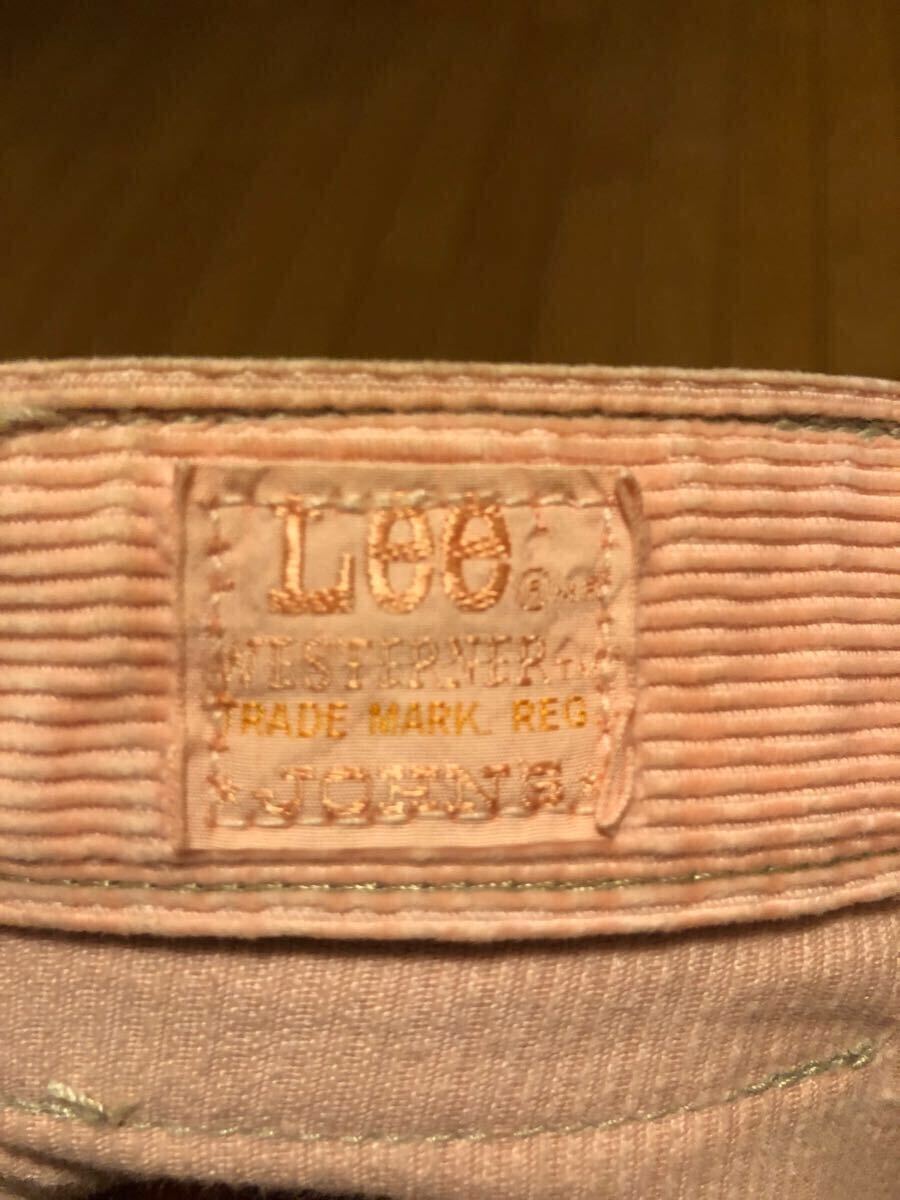 Lee®
WESTERNER
TRADE MARK. REG
JOHN'S